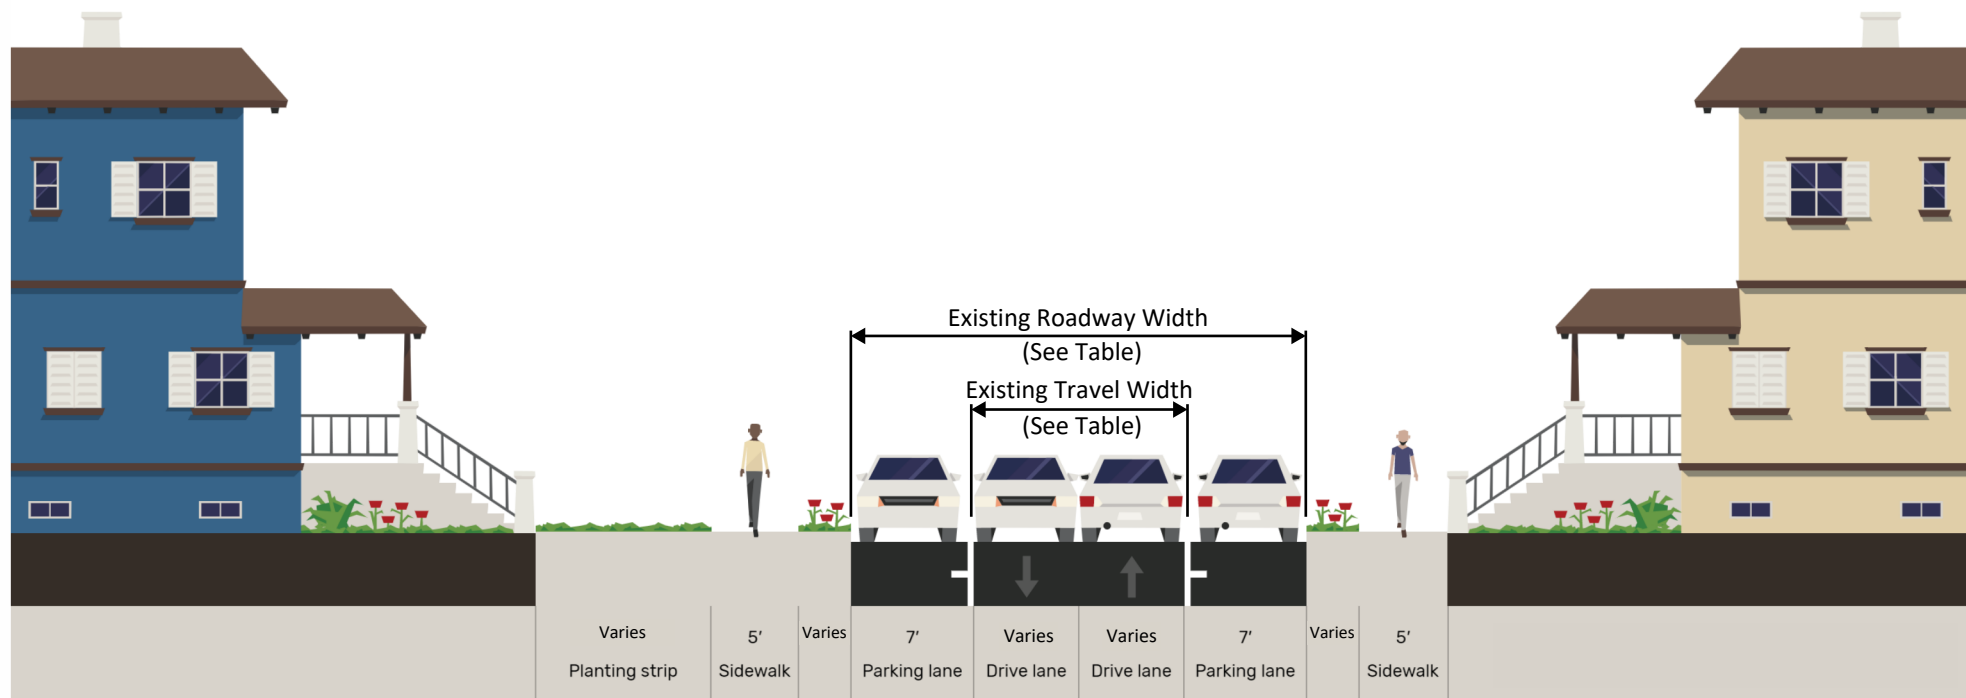 Existing Roadway Width
(See Table)
Existing Travel Width
(See Table)
Varies
Planting strip
5′
Sidewalk
Varies
7′
Parking lane
Varies
Drive lane
Varies
Drive lane
7′
Parking lane
Varies
5′
Sidewalk